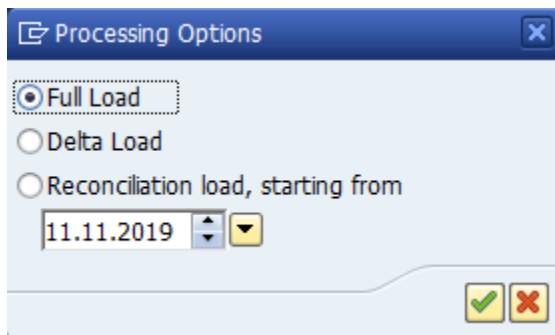 Processing Options
Full Load
Delta Load
Reconciliation load, starting from
11.11.2019